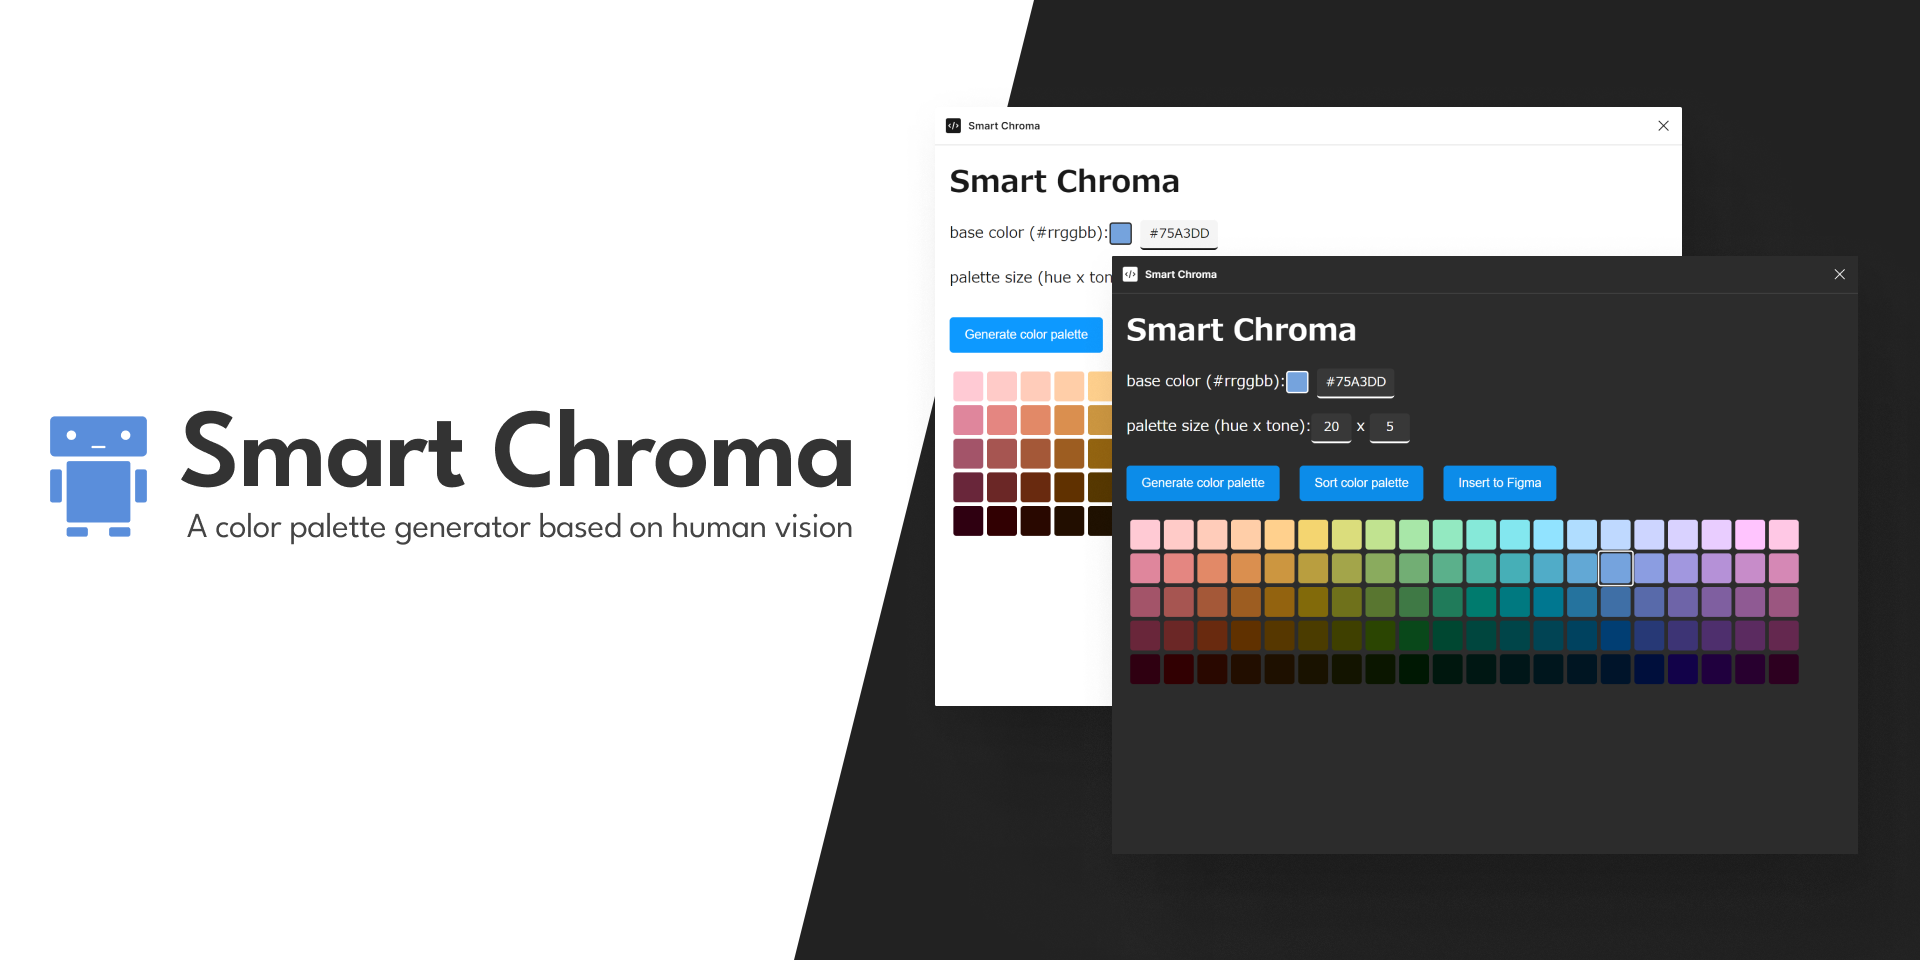 Smart Chroma
A color palette generator based on human vision
</> Smart Chroma
Smart Chroma
base color (#rrggbb): #75A3DD
palette size (hue x ton
Generate color palette
</> Smart Chroma
Smart Chroma
base color (#rrggbb): #75A3DD
palette size (hue x tone): 20 x 5
Generate color palette Sort color palette Insert to Figma